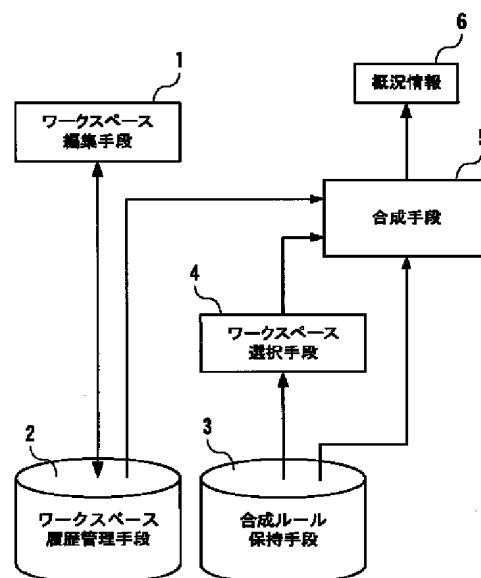 6
概況情報
1
ワークスペース
編集手段
5
合成手段
4
ワークスペース
選択手段
2
ワークスペース
履歴管理手段
3
合成ルール
保持手段